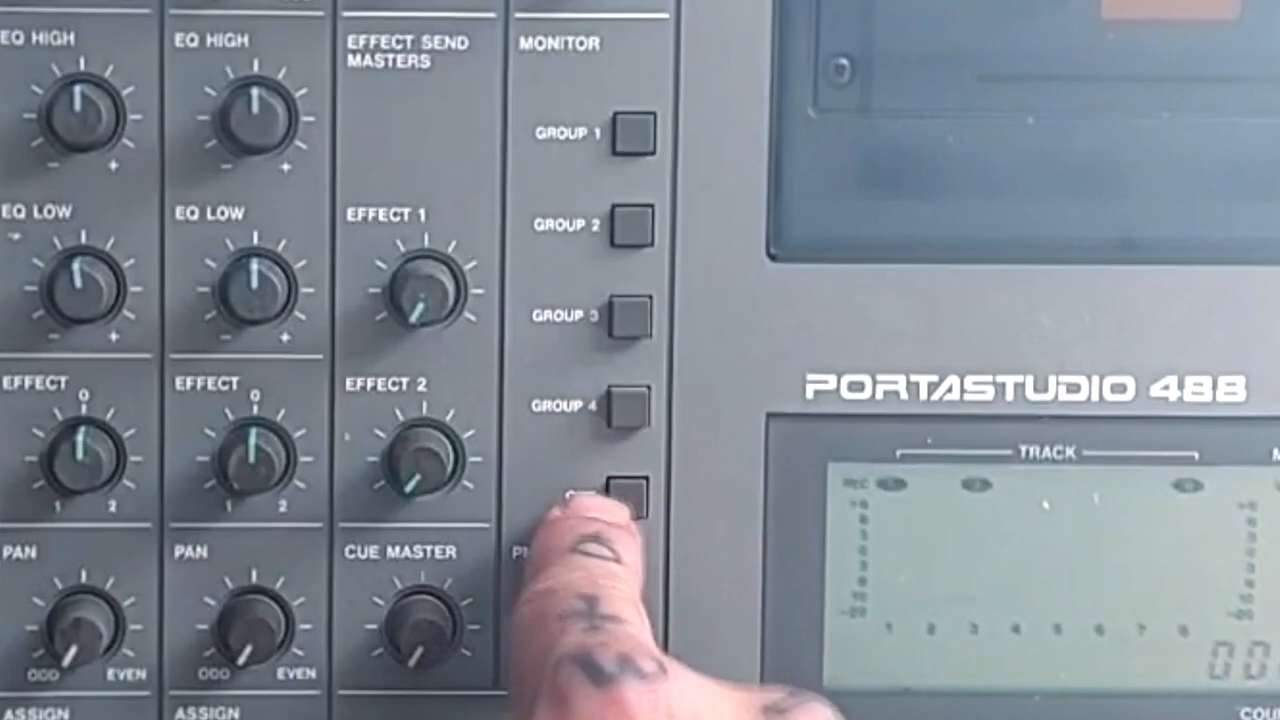 EQ HIGH
EQ HIGH
EFFECT SEND
MASTERS
MONITOR
- +
- +
GROUP 1
GROUP 2
GROUP 3
GROUP 4
EQ LOW
EQ LOW
EFFECT 1
- +
- +
EFFECT
EFFECT
EFFECT 2
0
0
1 2
1 2
PAN
PAN
CUE MASTER
ODD EVEN
ODD EVEN
ASSIGN
ASSIGN
PORTASTUDIO 488
TRACK
REC
1 2 3 4 5 6 7 8
00